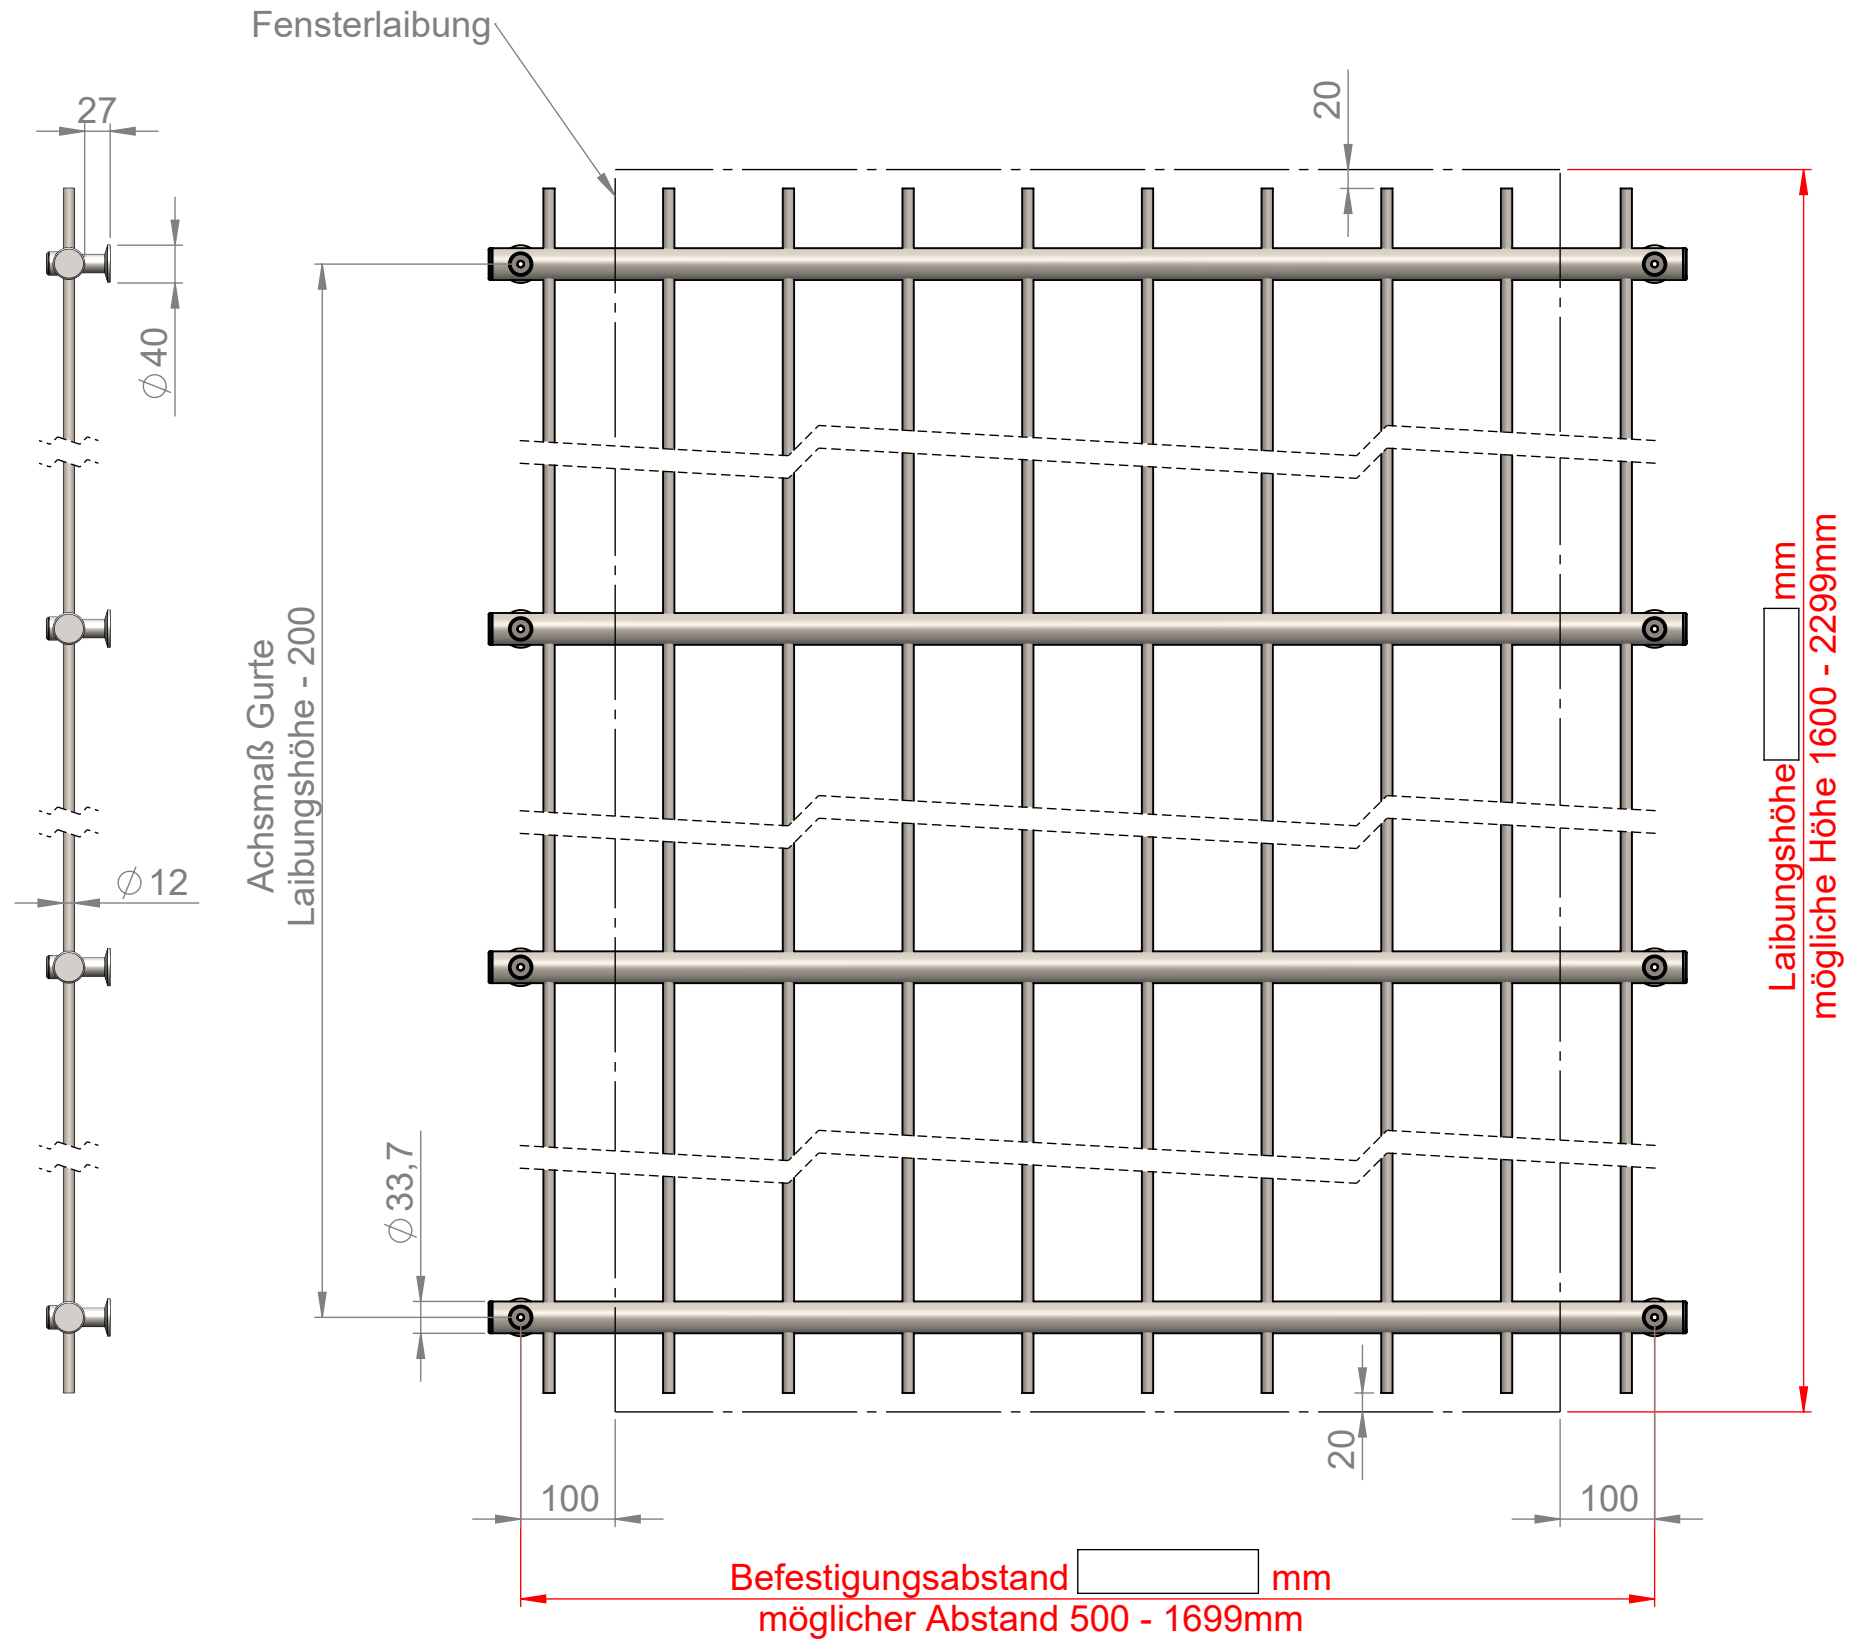 Fensterlaibung
27
20
⌀40
Achsmaß Gurte
Laibungshöhe - 200
Laibungshöhe mm
mögliche Höhe 1600 - 2299mm
⌀12
⌀33,7
20
100
100
Befestigungsabstand mm
möglicher Abstand 500 - 1699mm